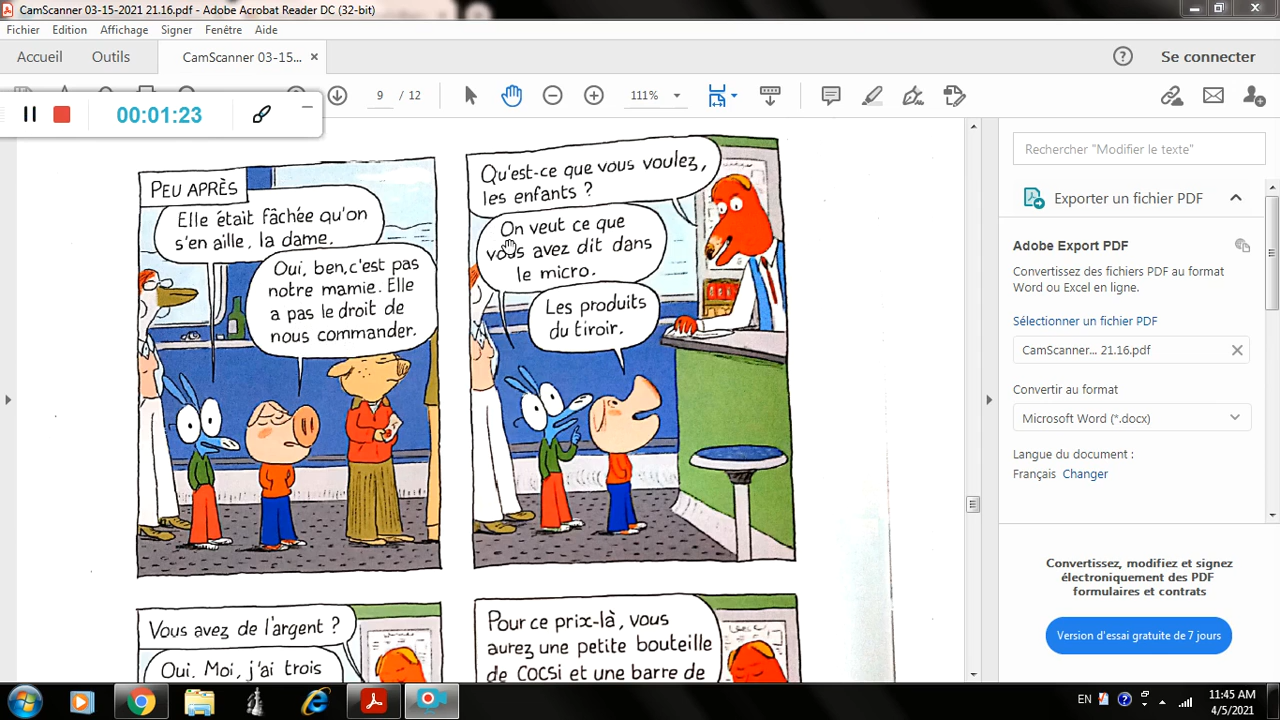 CamScanner 03-15-2021 21.16.pdf - Adobe Acrobat Reader DC (32-bit)
Fichier Edition Affichage Signer Fenêtre Aide
Accueil Outils CamScanner 03-15... × Se connecter
00:01:23
9 / 12
111%
PEU APRÈS
Elle était fâchée qu'on
s'en aille, la dame.
Oui, ben, c'est pas
notre mamie. Elle
a pas le droit de
nous commander.
Qu'est-ce que vous voulez,
les enfants ?
On veut ce que
vous avez dit dans
le micro.
Les produits
du tiroir.
Vous avez de l'argent ?
Oui. Moi, j'ai trois
Pour ce prix-là, vous
aurez une petite bouteille
de COCSI et une barre de
Rechercher "Modifier le texte"
Exporter un fichier PDF
Adobe Export PDF
Convertissez des fichiers PDF au format
Word ou Excel en ligne.
Sélectionner un fichier PDF
CamScanner... 21.16.pdf
Convertir au format
Microsoft Word (*.docx)
Langue du document :
Français Changer
Convertissez, modifiez et signez
électroniquement des PDF
formulaires et contrats
Version d'essai gratuite de 7 jours
EN
11:45 AM
4/5/2021